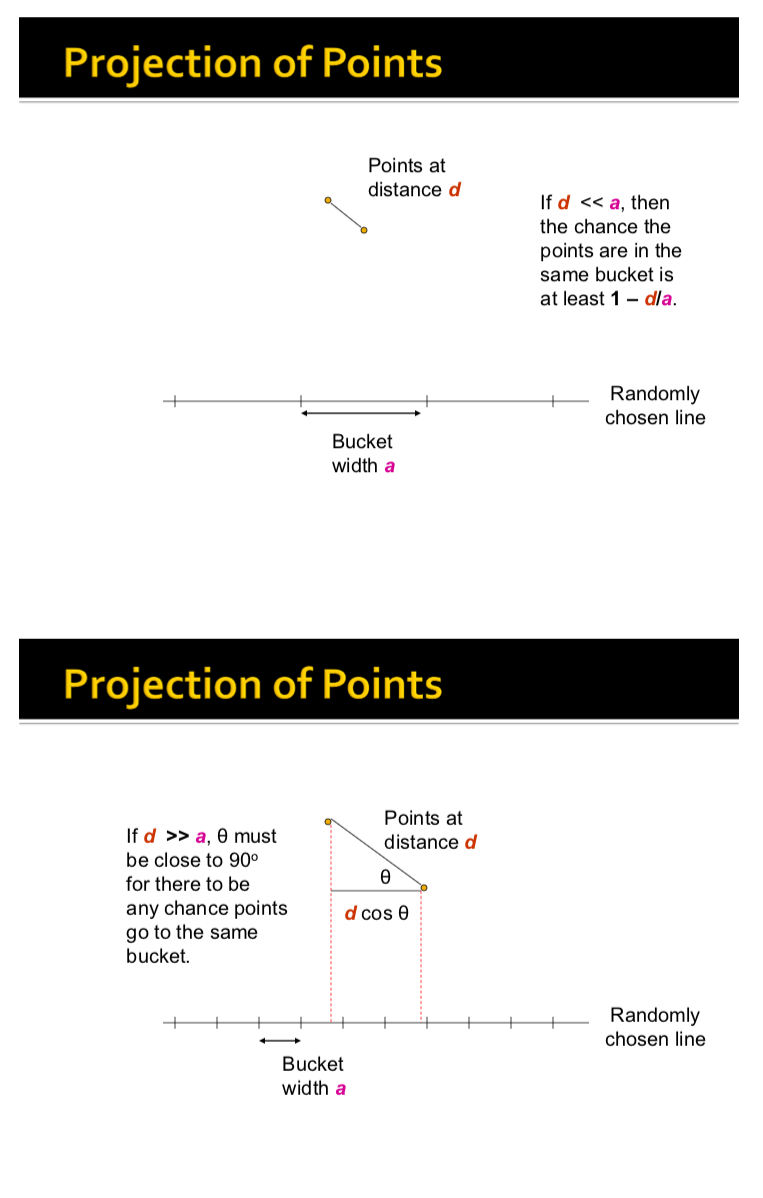 Projection of Points
Points at
distance d
If d << a, then
the chance the
points are in the
same bucket is
at least 1 – d/a.
Randomly
chosen line
Bucket
width a
Projection of Points
If d >> a, θ must
be close to 90º
for there to be
any chance points
go to the same
bucket.
Points at
distance d
θ
d cos θ
Randomly
chosen line
Bucket
width a